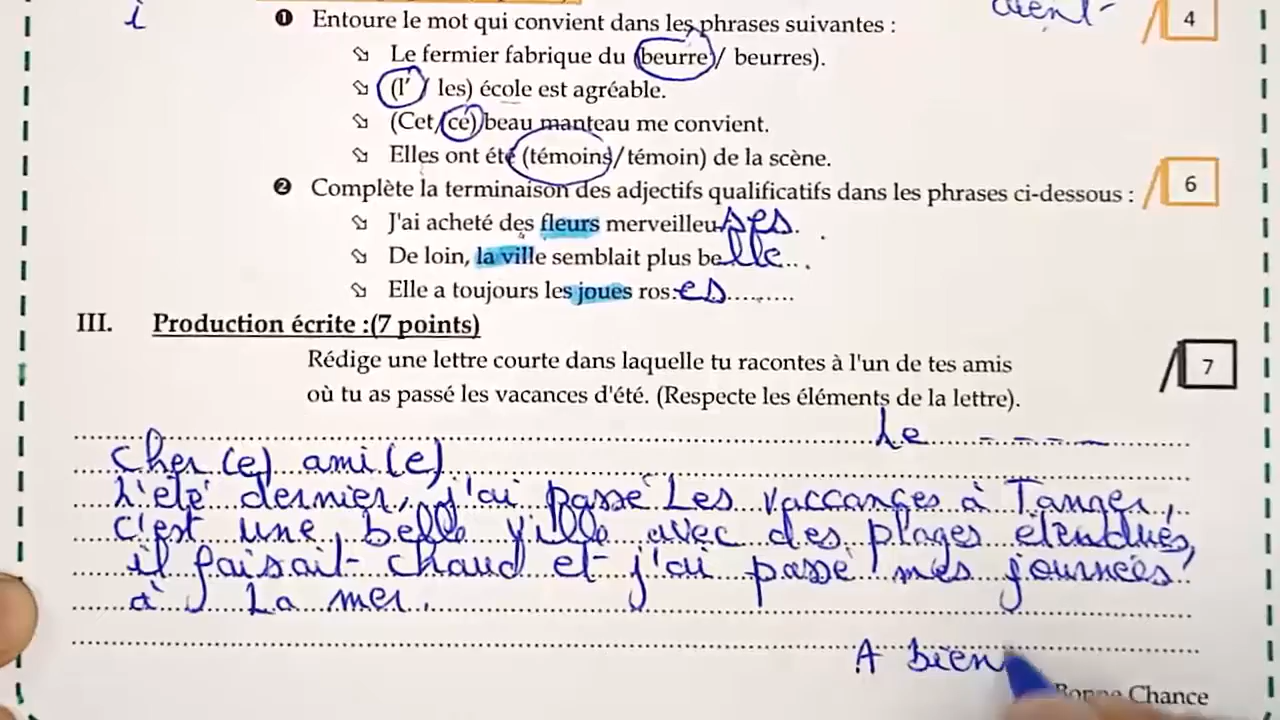 i
❶ Entoure le mot qui convient dans les phrases suivantes :
4
Le fermier fabrique du (beurre / beurres).
(l' / les) école est agréable.
(Cet/ce) beau manteau me convient.
Elles ont été (témoins/témoin) de la scène.
❷ Complète la terminaison des adjectifs qualificatifs dans les phrases ci-dessous :
6
J'ai acheté des fleurs merveilleuses.
De loin, la ville semblait plus belle...
Elle a toujours les joues roses.........
III. Production écrite :(7 points)
Rédige une lettre courte dans laquelle tu racontes à l'un de tes amis
7
où tu as passé les vacances d'été. (Respecte les éléments de la lettre).
Le - - - -
Cher(e) ami(e)
L'été dernier, j'ai passé Les vaccances à Tanger,
c'est une belle ville avec des plages étendues,
il faisait chaud et j'ai passé mes journées
à La mer.
A bien
Bonne Chance